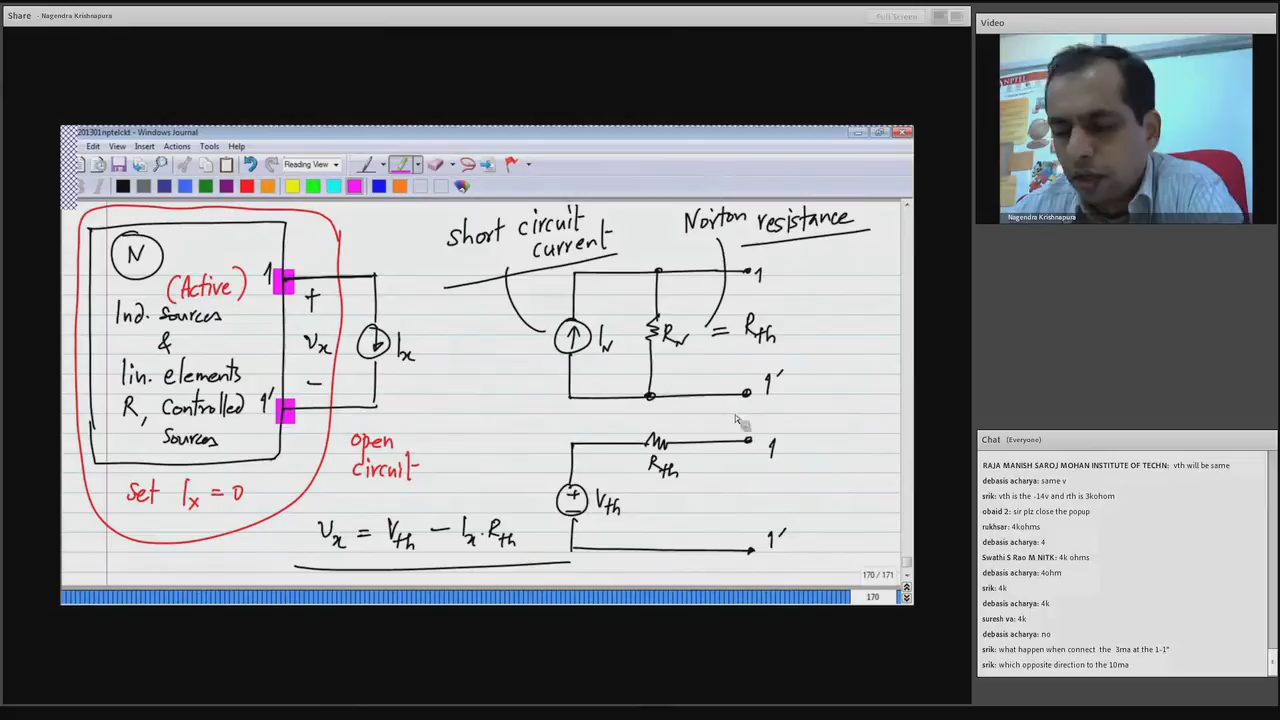 Share - Nagendra Krishnapura
Full Screen
Video
NPTEL
Nagendra Krishnapura
201301nptelckt - Windows Journal
Edit View Insert Actions Tools Help
Reading View
N
(Active)
Ind. sources
&
lin. elements
R, Controlled
Sources
Set Ix = 0
1
1′
+
vx
−
Ix
open
circuit
vx = Vth − Ix.Rth
short circuit
current
Norton resistance
IN
RN = Rth
1
1′
Rth
+
−
Vth
1
1′
170 / 171
170
Chat (Everyone)
RAJA MANISH SAROJ MOHAN INSTITUTE OF TECHN: vth will be same
debasis acharya: same v
srik: vth is the -14v and rth is 3kohom
obaid 2: sir plz close the popup
rukhsar: 4kohms
debasis acharya: 4
Swathi S Rao M NITK: 4k ohms
debasis acharya: 4ohm
srik: 4k
debasis acharya: 4k
suresh va: 4k
debasis acharya: no
srik: what happen when connect the 3ma at the 1-1"
srik: which opposite direction to the 10ma